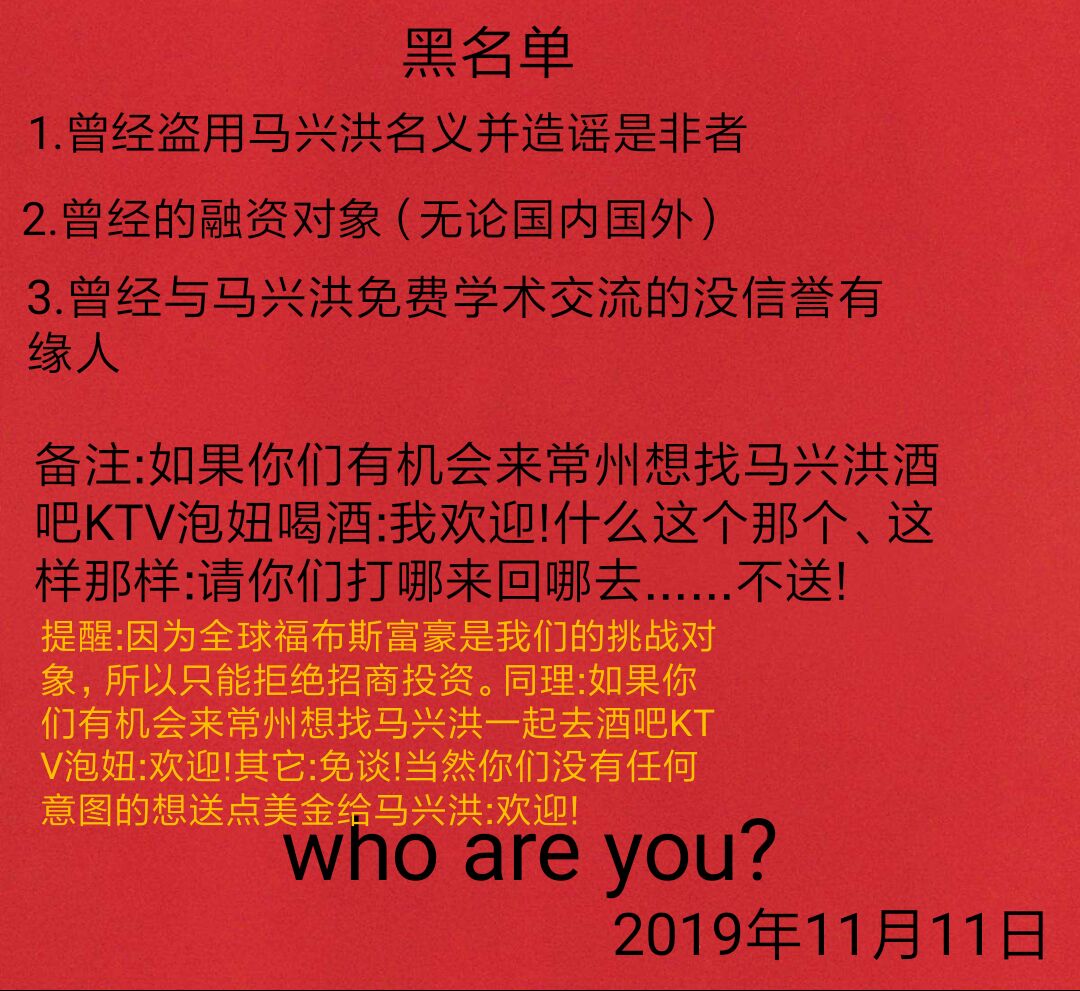 黑名单
1.曾经盗用马兴洪名义并造谣是非者
2.曾经的融资对象（无论国内国外）
3.曾经与马兴洪免费学术交流的没信誉有
缘人
备注:如果你们有机会来常州想找马兴洪酒
吧KTV泡妞喝酒:我欢迎!什么这个那个、这
样那样:请你们打哪来回哪去……不送!
提醒:因为全球福布斯富豪是我们的挑战对
象，所以只能拒绝招商投资。同理:如果你
们有机会来常州想找马兴洪一起去酒吧KT
V泡妞:欢迎!其它:免谈!当然你们没有任何
意图的想送点美金给马兴洪:欢迎!
who are you?
2019年11月11日